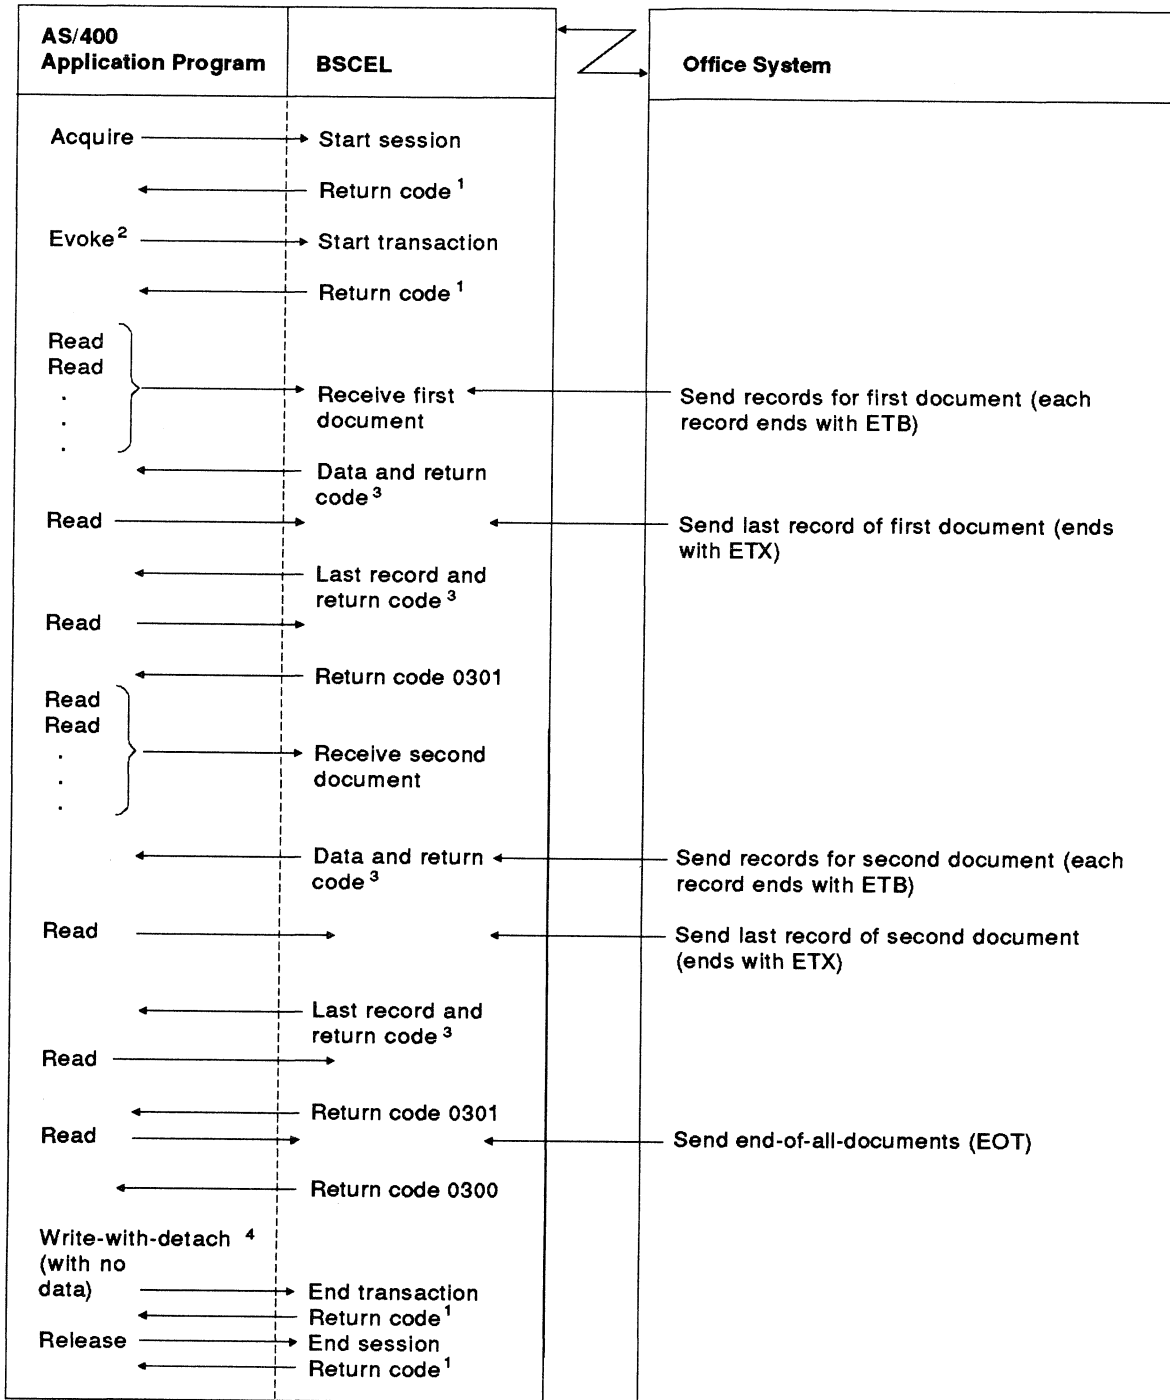 AS/400
Application Program
BSCEL
Office System
Acquire
Start session
Return code 1
Evoke 2
Start transaction
Return code 1
Read
Read
.
.
.
Receive first
document
Send records for first document (each
record ends with ETB)
Data and return
code 3
Read
Send last record of first document (ends
with ETX)
Last record and
return code 3
Read
Return code 0301
Read
Read
.
.
.
Receive second
document
Data and return
code 3
Send records for second document (each
record ends with ETB)
Read
Send last record of second document
(ends with ETX)
Last record and
return code 3
Read
Return code 0301
Read
Send end-of-all-documents (EOT)
Return code 0300
Write-with-detach 4
(with no
data)
End transaction
Return code 1
Release
End session
Return code 1